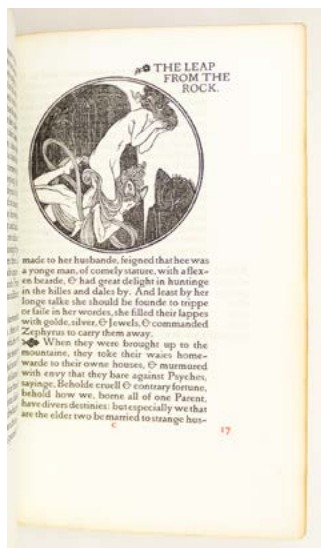 THE LEAP
FROM THE
ROCK.
made to her husbande, feigned that hee was
a yonge man, of comely stature, with a flex-
en bearde, & had great delight in huntinge
in the hilles and dales by. And least by her
longe talke she should be founde to trippe
or faile in her wordes, she filled their lappes
with golde, silver, & Jewels, & commanded
Zephyrus to carry them away.
When they were brought up to the
mountaine, they toke their waies home-
warde to their owne houses, & murmured
with envy that they bare against Psyches,
sayinge, Beholde cruell & contrary fortune,
behold how we, borne all of one Parent,
have divers destinies: but especially we that
are the elder two be married to strange hus-
c
17